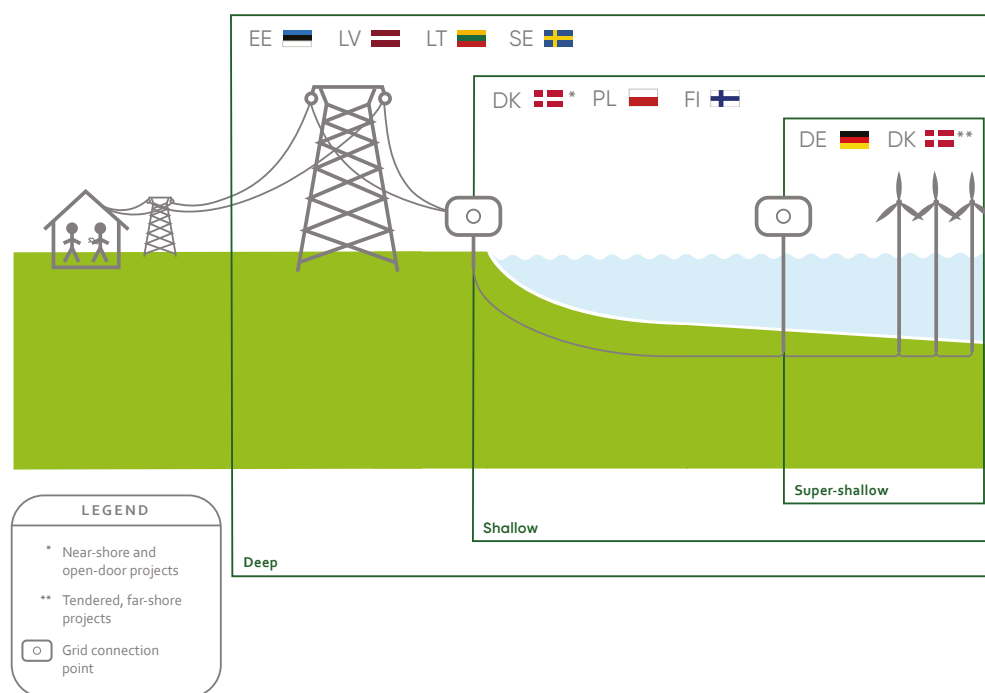 EE LV LT SE
DK * PL FI
DE DK **
Super-shallow
Shallow
Deep
LEGEND
* Near-shore and
open-door projects
** Tendered, far-shore
projects
Grid connection
point